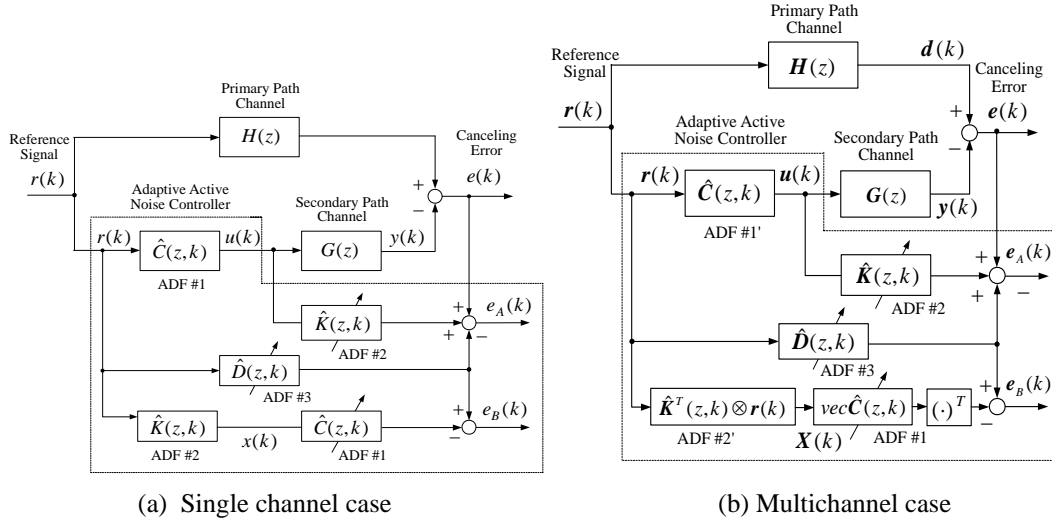 Primary Path
Channel
H(z)
Reference
Signal
r(k)
Canceling
Error
+
−
e(k)
Adaptive Active
Noise Controller
Secondary Path
Channel
r(k)
Ĉ(z,k)
u(k)
G(z)
y(k)
ADF #1
K̂(z,k)
+
+
−
e_A(k)
ADF #2
D̂(z,k)
ADF #3
K̂(z,k)
x(k)
Ĉ(z,k)
+
−
e_B(k)
ADF #2
ADF #1
(a) Single channel case
Primary Path
Channel
d(k)
H(z)
Reference
Signal
r(k)
Canceling
Error
+
−
e(k)
Adaptive Active
Noise Controller
Secondary Path
Channel
r(k)
Ĉ(z,k)
u(k)
G(z)
y(k)
ADF #1'
K̂(z,k)
+
+
−
e_A(k)
ADF #2
D̂(z,k)
ADF #3
K̂^T(z,k)⊗r(k)
vecĈ(z,k)
(·)^T
+
−
e_B(k)
ADF #2'
X(k)
ADF #1
(b) Multichannel case